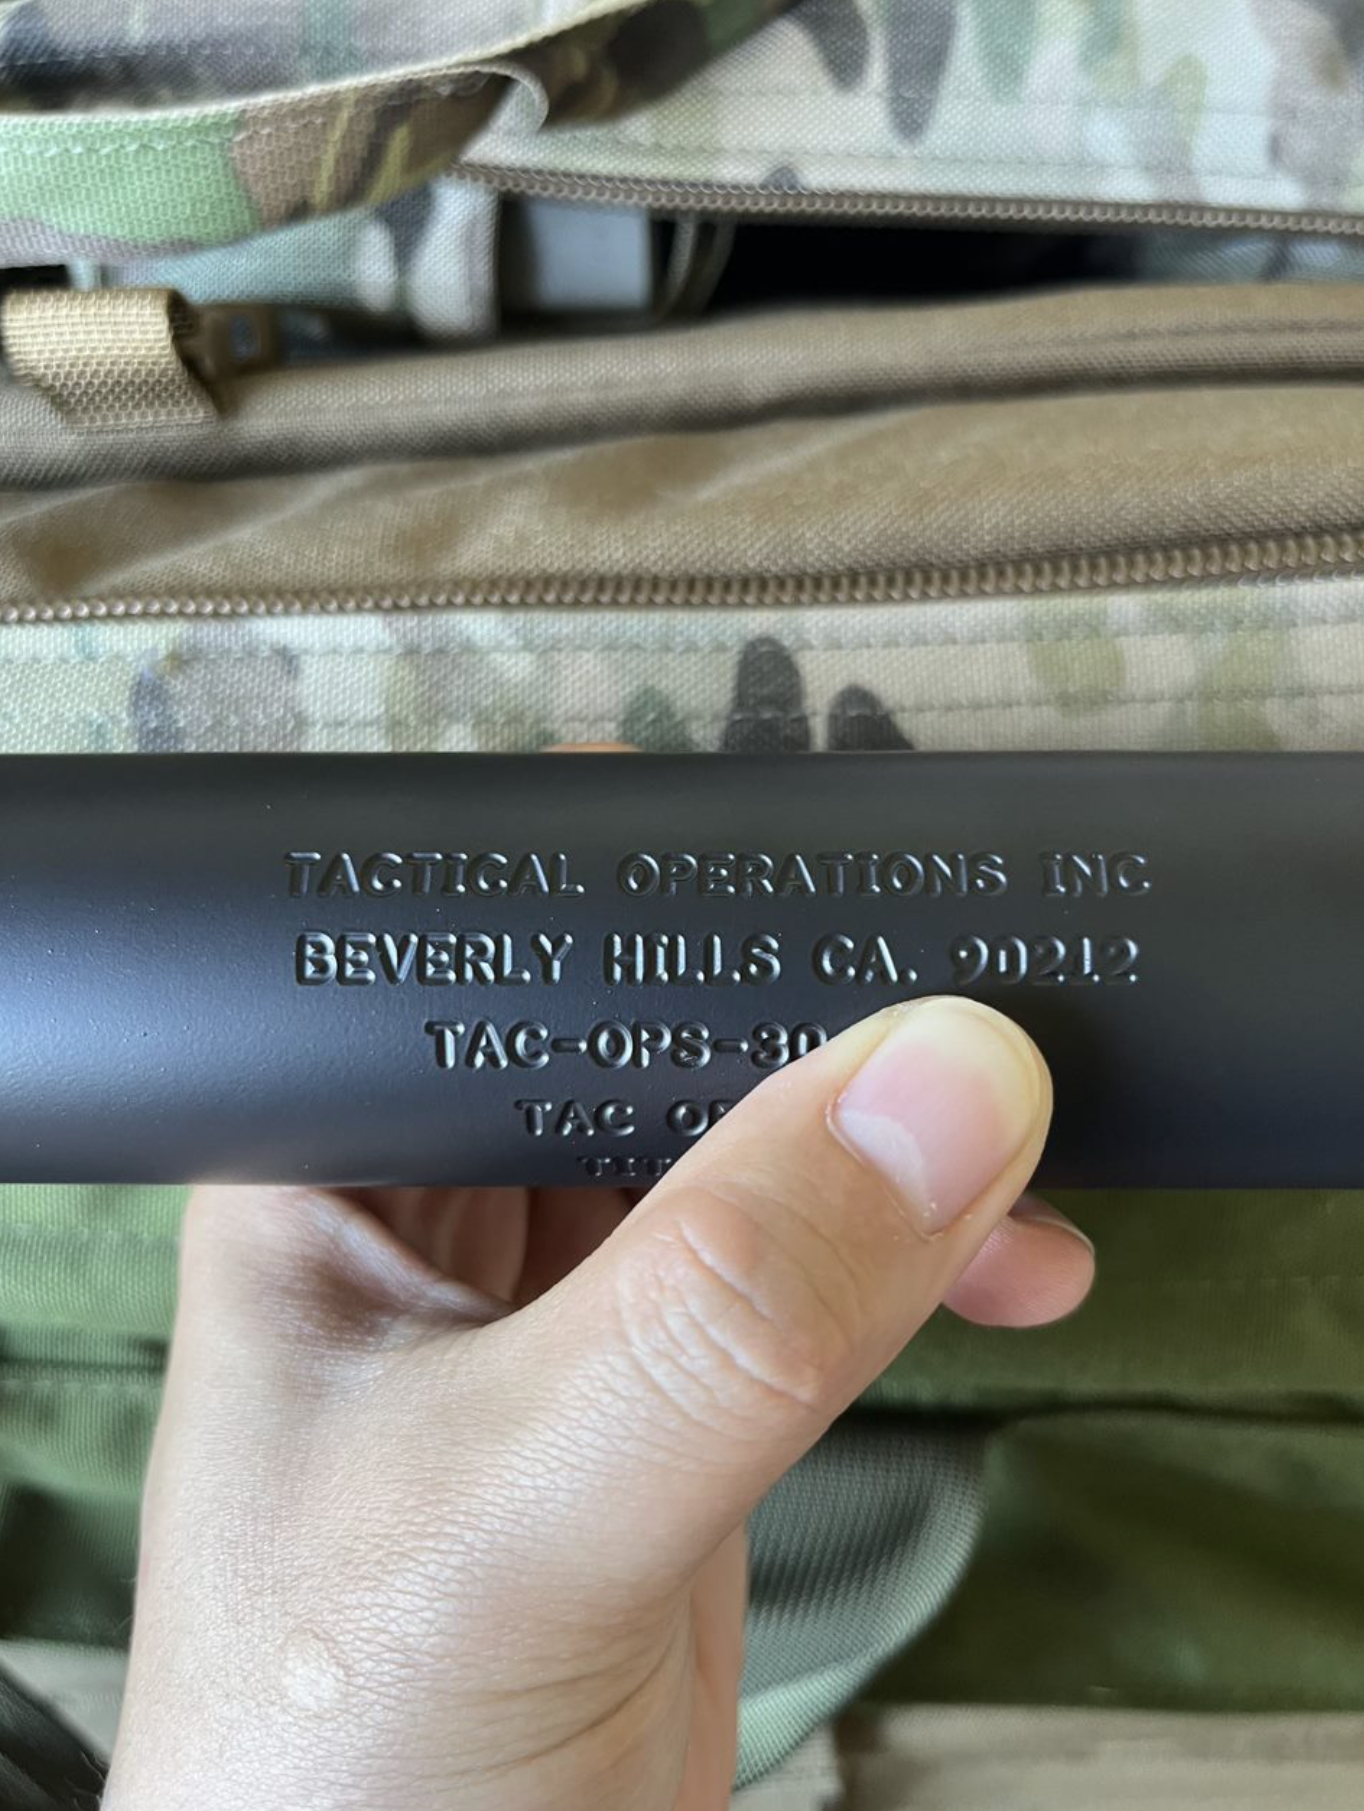 TACTICAL OPERATIONS INC
BEVERLY HILLS CA. 90212
TAC-OPS-30
TAC